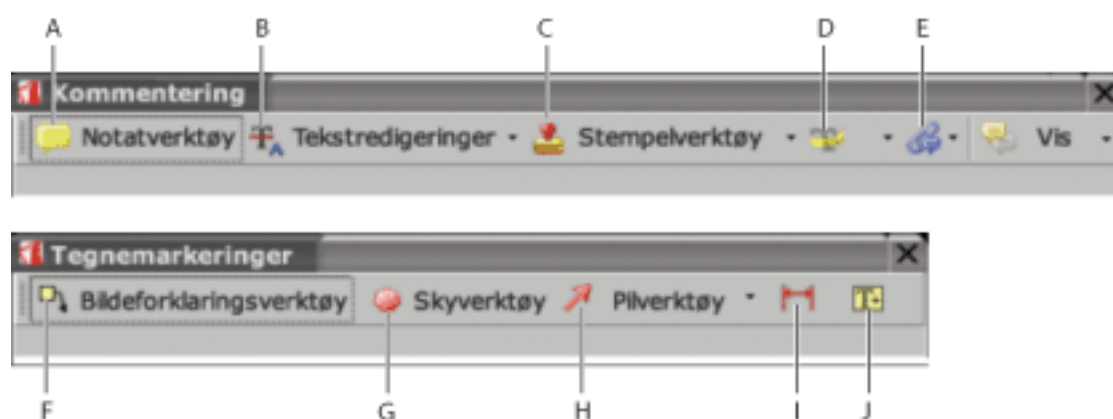 A B C D E
Kommentering
Notatverktøy Tekstredigeringer Stempelverktøy Vis
Tegnemarkeringer
Bildeforklaringsverktøy Skyverktøy Pilverktøy
F G H I J